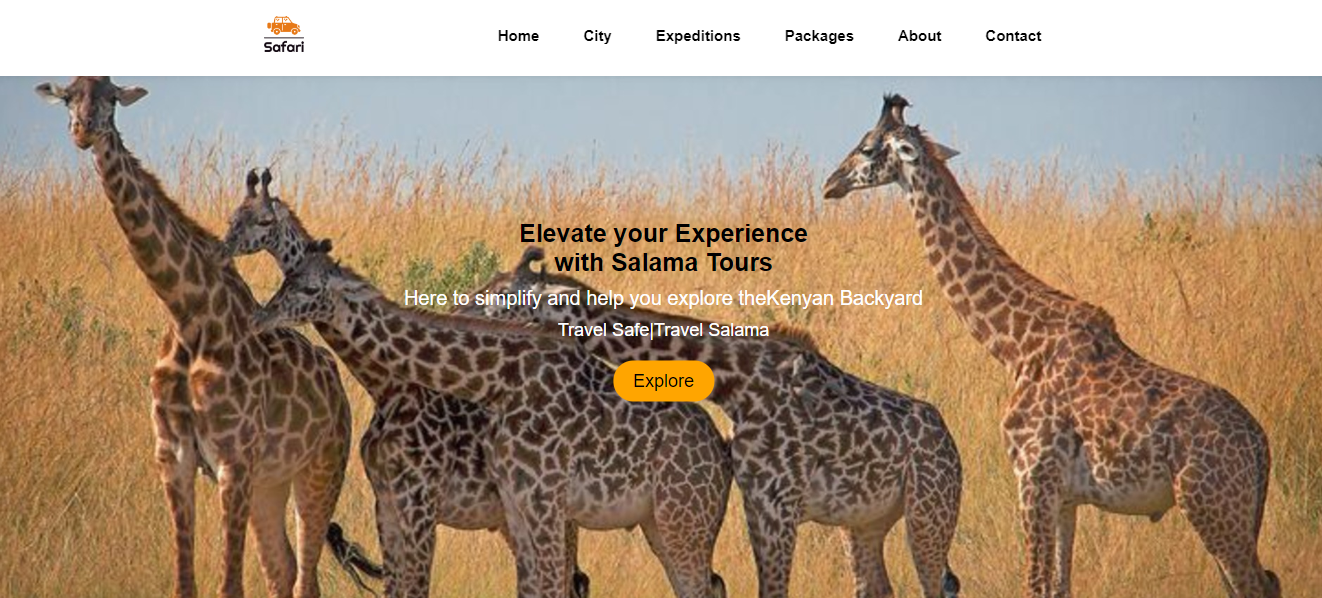 Safari
Home City Expeditions Packages About Contact
Elevate your Experience
with Salama Tours
Here to simplify and help you explore theKenyan Backyard
Travel Safe|Travel Salama
Explore